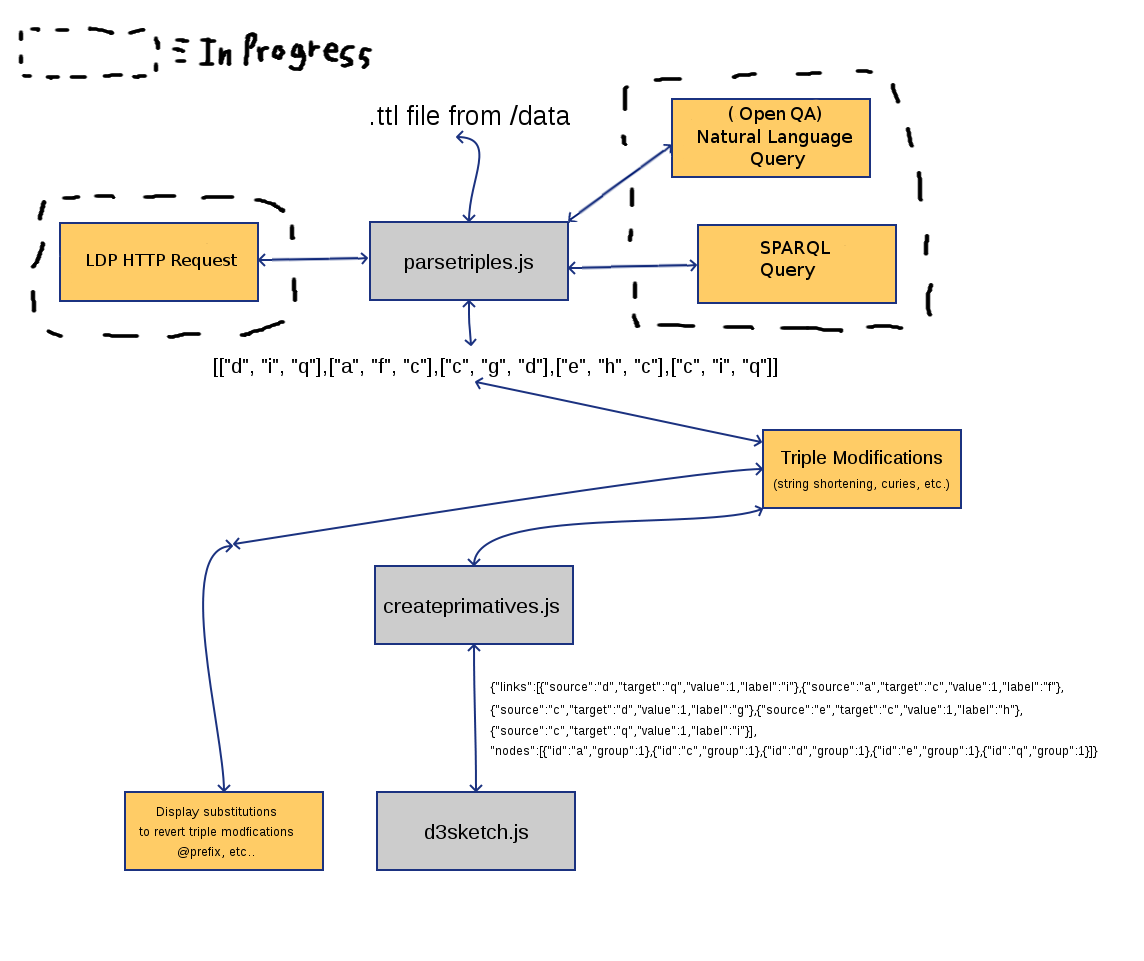 ≡ In Progress
.ttl file from /data
( Open QA)
Natural Language
Query
LDP HTTP Request
parsetriples.js
SPARQL
Query
[["d", "i", "q"],["a", "f", "c"],["c", "g", "d"],["e", "h", "c"],["c", "i", "q"]]
Triple Modifications
(string shortening, curies, etc.)
createprimatives.js
{"links":[{"source":"d","target":"q","value":1,"label":"i"},{"source":"a","target":"c","value":1,"label":"f"},
{"source":"c","target":"d","value":1,"label":"g"},{"source":"e","target":"c","value":1,"label":"h"},
{"source":"c","target":"q","value":1,"label":"i"}],
"nodes":[{"id":"a","group":1},{"id":"c","group":1},{"id":"d","group":1},{"id":"e","group":1},{"id":"q","group":1}]}
Display substitutions
to revert triple modfications
@prefix, etc..
d3sketch.js